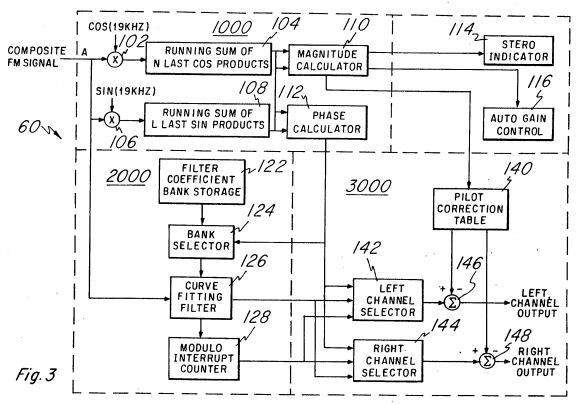 COS(19KHZ)
1000
104
110
114
COMPOSITE
FM SIGNAL
A
X
102
RUNNING SUM OF
N LAST COS PRODUCTS
MAGNITUDE
CALCULATOR
STERO
INDICATOR
SIN(19KHZ)
108
112
116
X
106
RUNNING SUM OF
L LAST SIN PRODUCTS
PHASE
CALCULATOR
AUTO GAIN
CONTROL
60
2000
3000
FILTER
COEFFICIENT
BANK STORAGE
122
140
PILOT
CORRECTION
TABLE
124
BANK
SELECTOR
142
126
LEFT
CHANNEL
SELECTOR
+ -
146
Σ
LEFT
CHANNEL
OUTPUT
CURVE
FITTING
FILTER
128
144
MODULO
INTERRUPT
COUNTER
RIGHT
CHANNEL
SELECTOR
+ -
148
Σ
RIGHT
CHANNEL
OUTPUT
Fig. 3